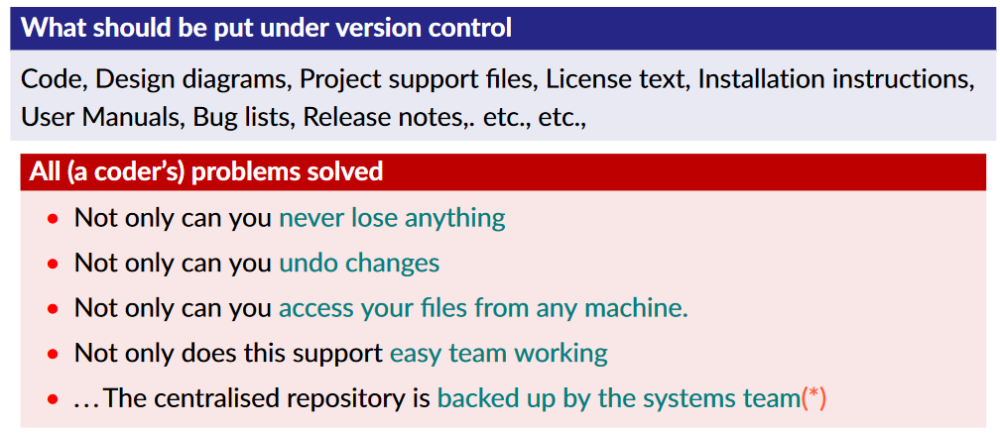 What should be put under version control
Code, Design diagrams, Project support files, License text, Installation instructions,
User Manuals, Bug lists, Release notes,. etc., etc.,
All (a coder’s) problems solved
• Not only can you never lose anything
• Not only can you undo changes
• Not only can you access your files from any machine.
• Not only does this support easy team working
• …The centralised repository is backed up by the systems team(*)